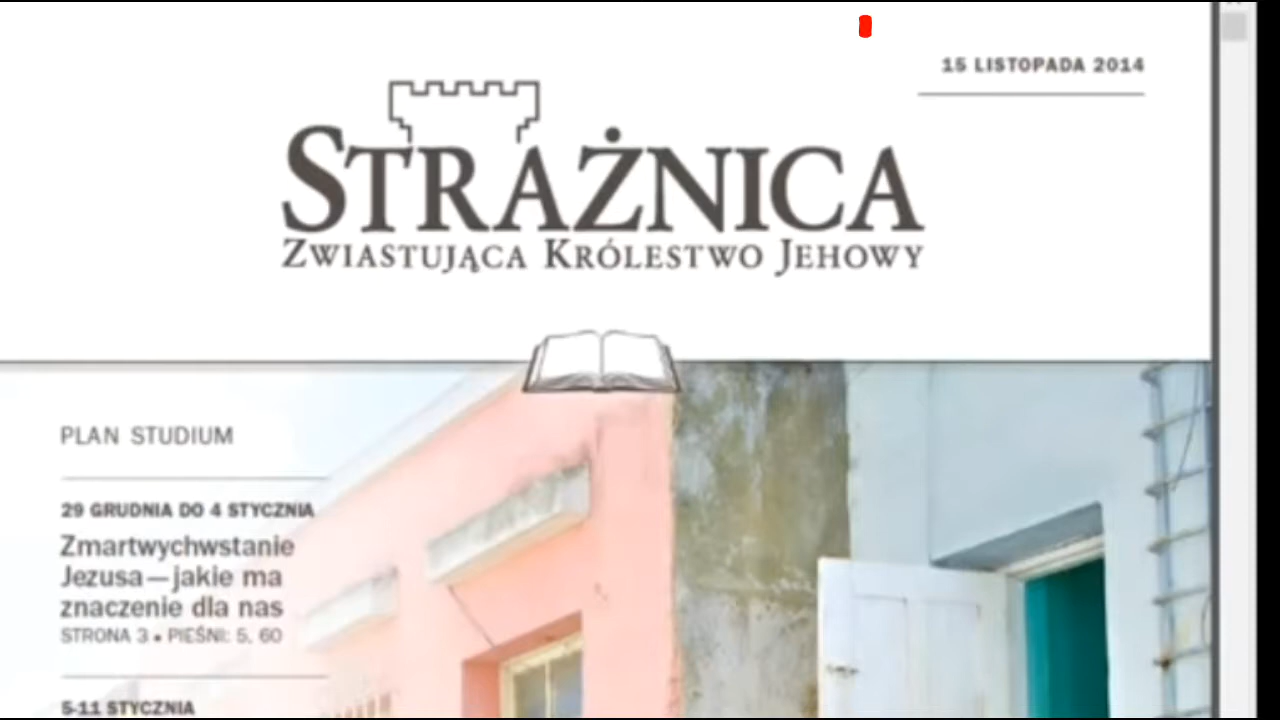 15 LISTOPADA 2014
STRAŻNICA
ZWIASTUJĄCA KRÓLESTWO JEHOWY
PLAN STUDIUM
29 GRUDNIA DO 4 STYCZNIA
Zmartwychwstanie
Jezusa—jakie ma
znaczenie dla nas
STRONA 3 • PIEŚNI: 5, 60
5-11 STYCZNIA